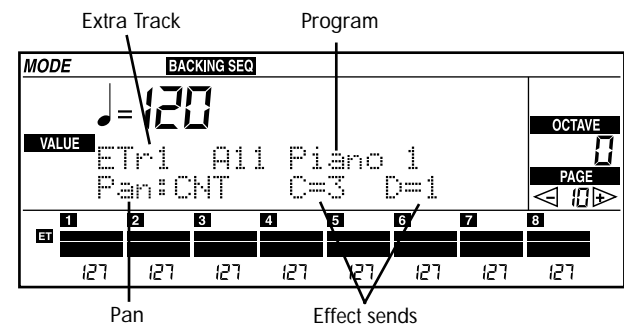 Extra Track Program
MODE BACKING SEQ
♩=120
OCTAVE
0
VALUE
ETr1 A11 Piano 1
Pan:CNT C=3 D=1
PAGE
- 10 +
1 2 3 4 5 6 7 8
ET
127 127 127 127 127 127 127 127
Pan Effect sends